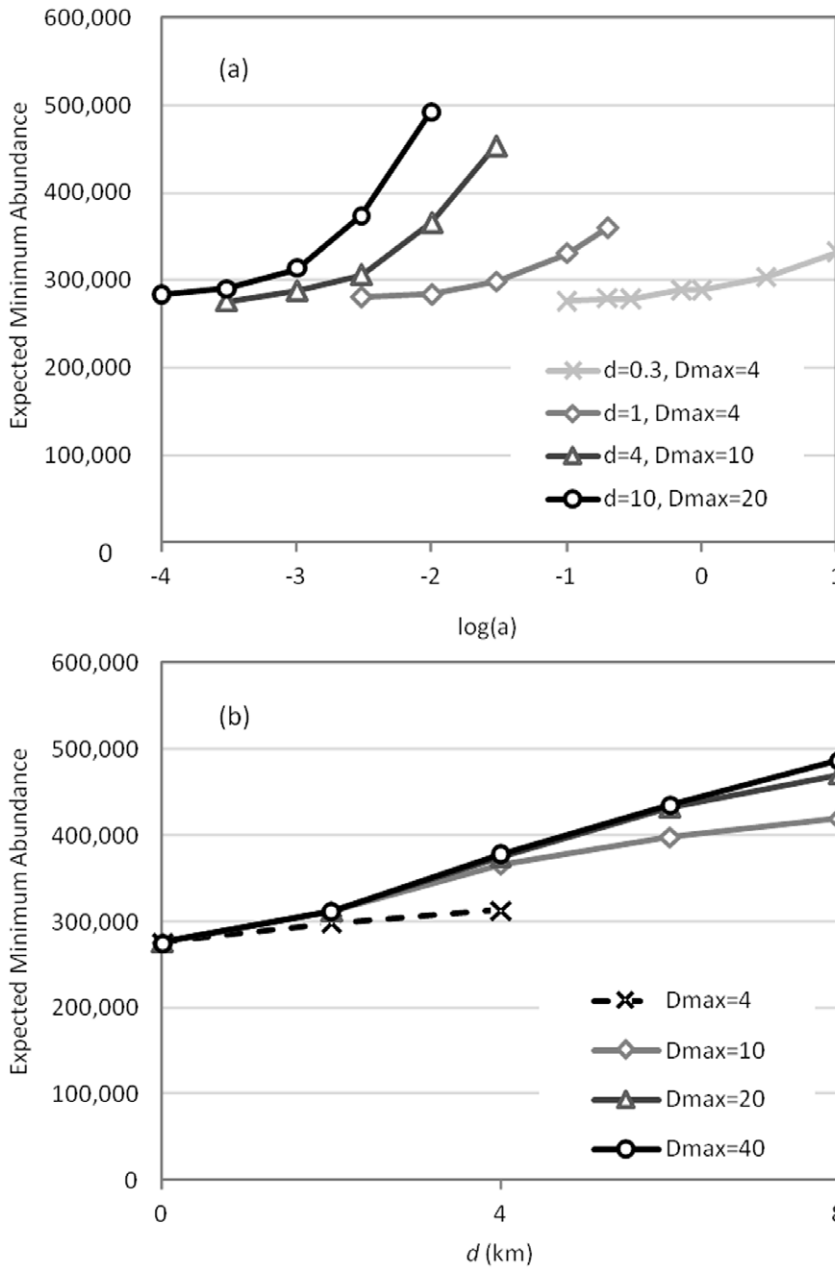 600,000
(a)
500,000
400,000
300,000
200,000
100,000
0
Expected Minimum Abundance
d=0.3, Dmax=4
d=1, Dmax=4
d=4, Dmax=10
d=10, Dmax=20
-4 -3 -2 -1 0 1
log(a)
600,000
(b)
500,000
400,000
300,000
200,000
100,000
0
Expected Minimum Abundance
Dmax=4
Dmax=10
Dmax=20
Dmax=40
0 4 8
d (km)